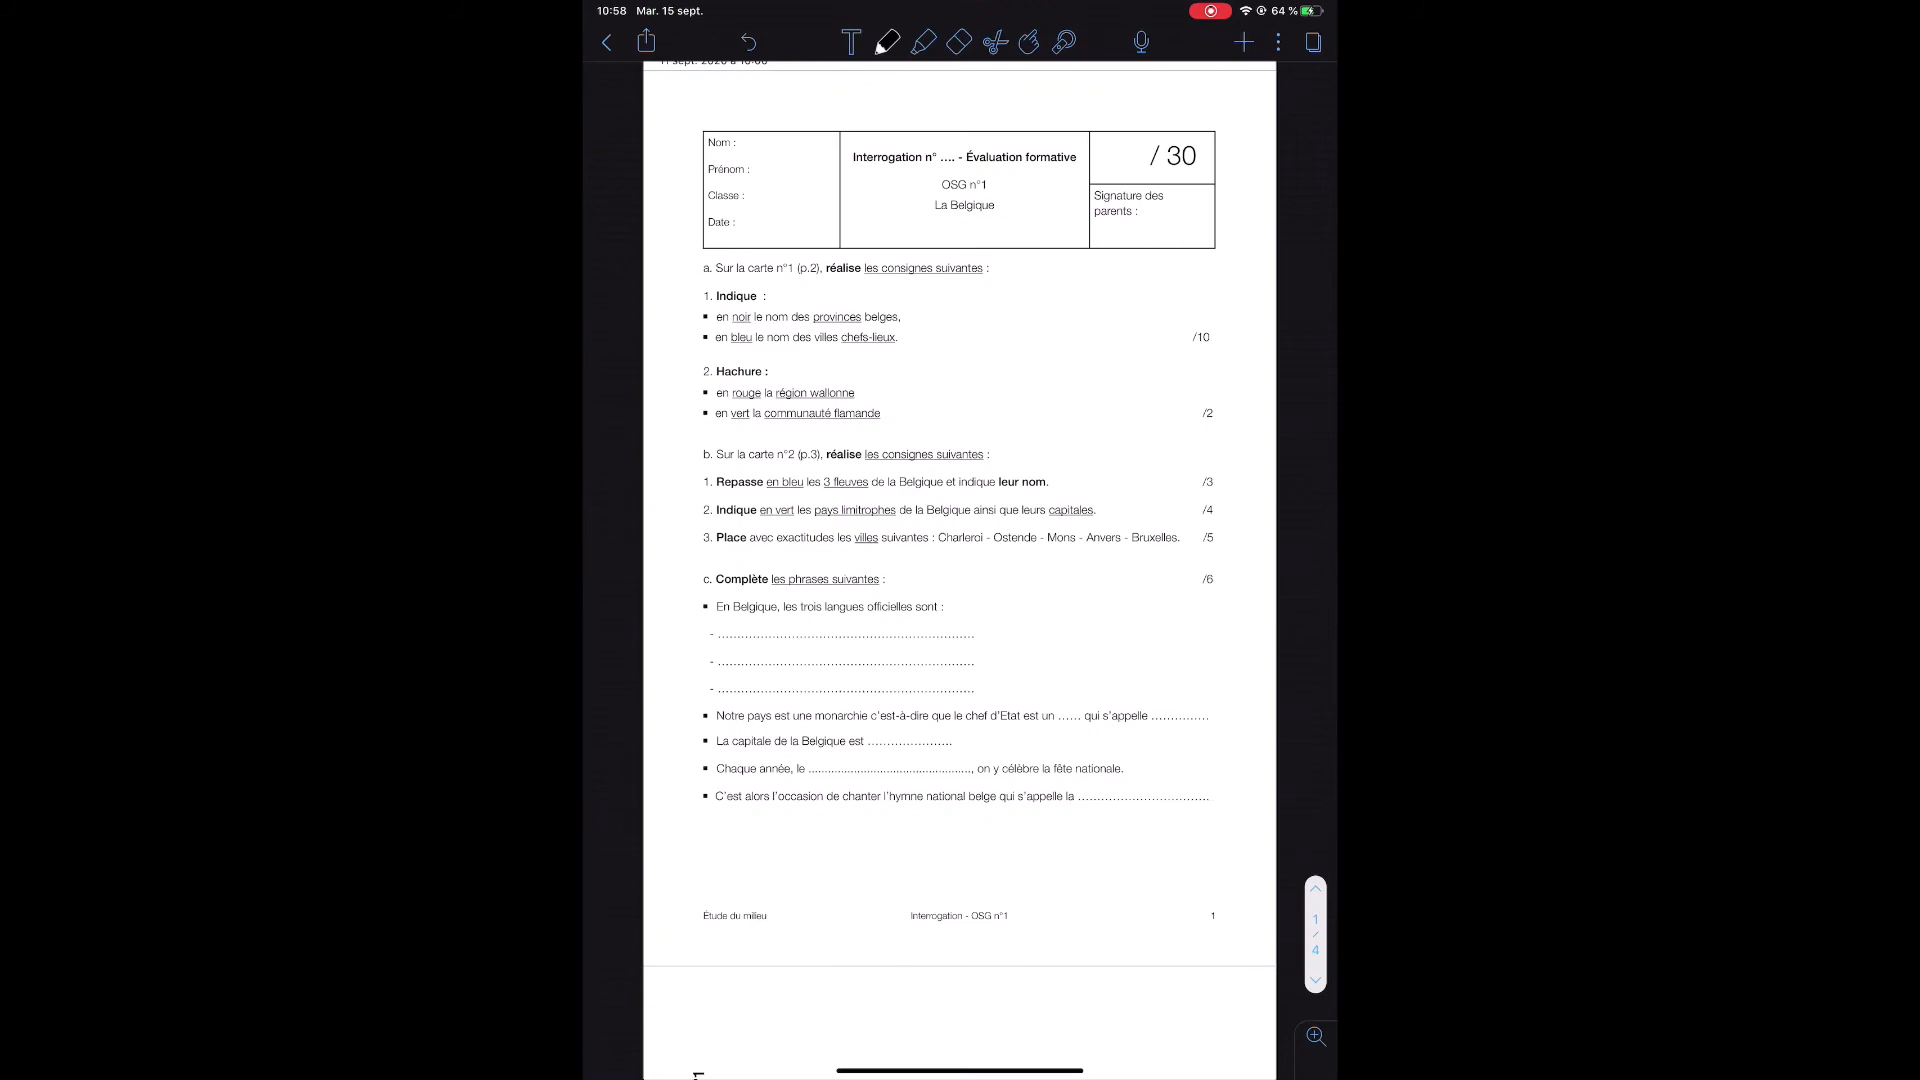 10:58 Mar. 15 sept.
64 %
11 sept. 2020 à 10:00
Nom :
Prénom :
Classe :
Date :
Interrogation n° .... - Évaluation formative
OSG n°1
La Belgique
/ 30
Signature des
parents :
a. Sur la carte n°1 (p.2), réalise les consignes suivantes :
1. Indique :
▪ en noir le nom des provinces belges,
▪ en bleu le nom des villes chefs-lieux. /10
2. Hachure :
▪ en rouge la région wallonne
▪ en vert la communauté flamande /2
b. Sur la carte n°2 (p.3), réalise les consignes suivantes :
1. Repasse en bleu les 3 fleuves de la Belgique et indique leur nom. /3
2. Indique en vert les pays limitrophes de la Belgique ainsi que leurs capitales. /4
3. Place avec exactitudes les villes suivantes : Charleroi - Ostende - Mons - Anvers - Bruxelles. /5
c. Complète les phrases suivantes : /6
▪ En Belgique, les trois langues officielles sont :
- ..................................................................
- ..................................................................
- ..................................................................
▪ Notre pays est une monarchie c'est-à-dire que le chef d'Etat est un ...... qui s'appelle ...............
▪ La capitale de la Belgique est ......................
▪ Chaque année, le ..................................................., on y célèbre la fête nationale.
▪ C'est alors l'occasion de chanter l'hymne national belge qui s'appelle la ..................................
Étude du milieu Interrogation - OSG n°1 1
1
/
4